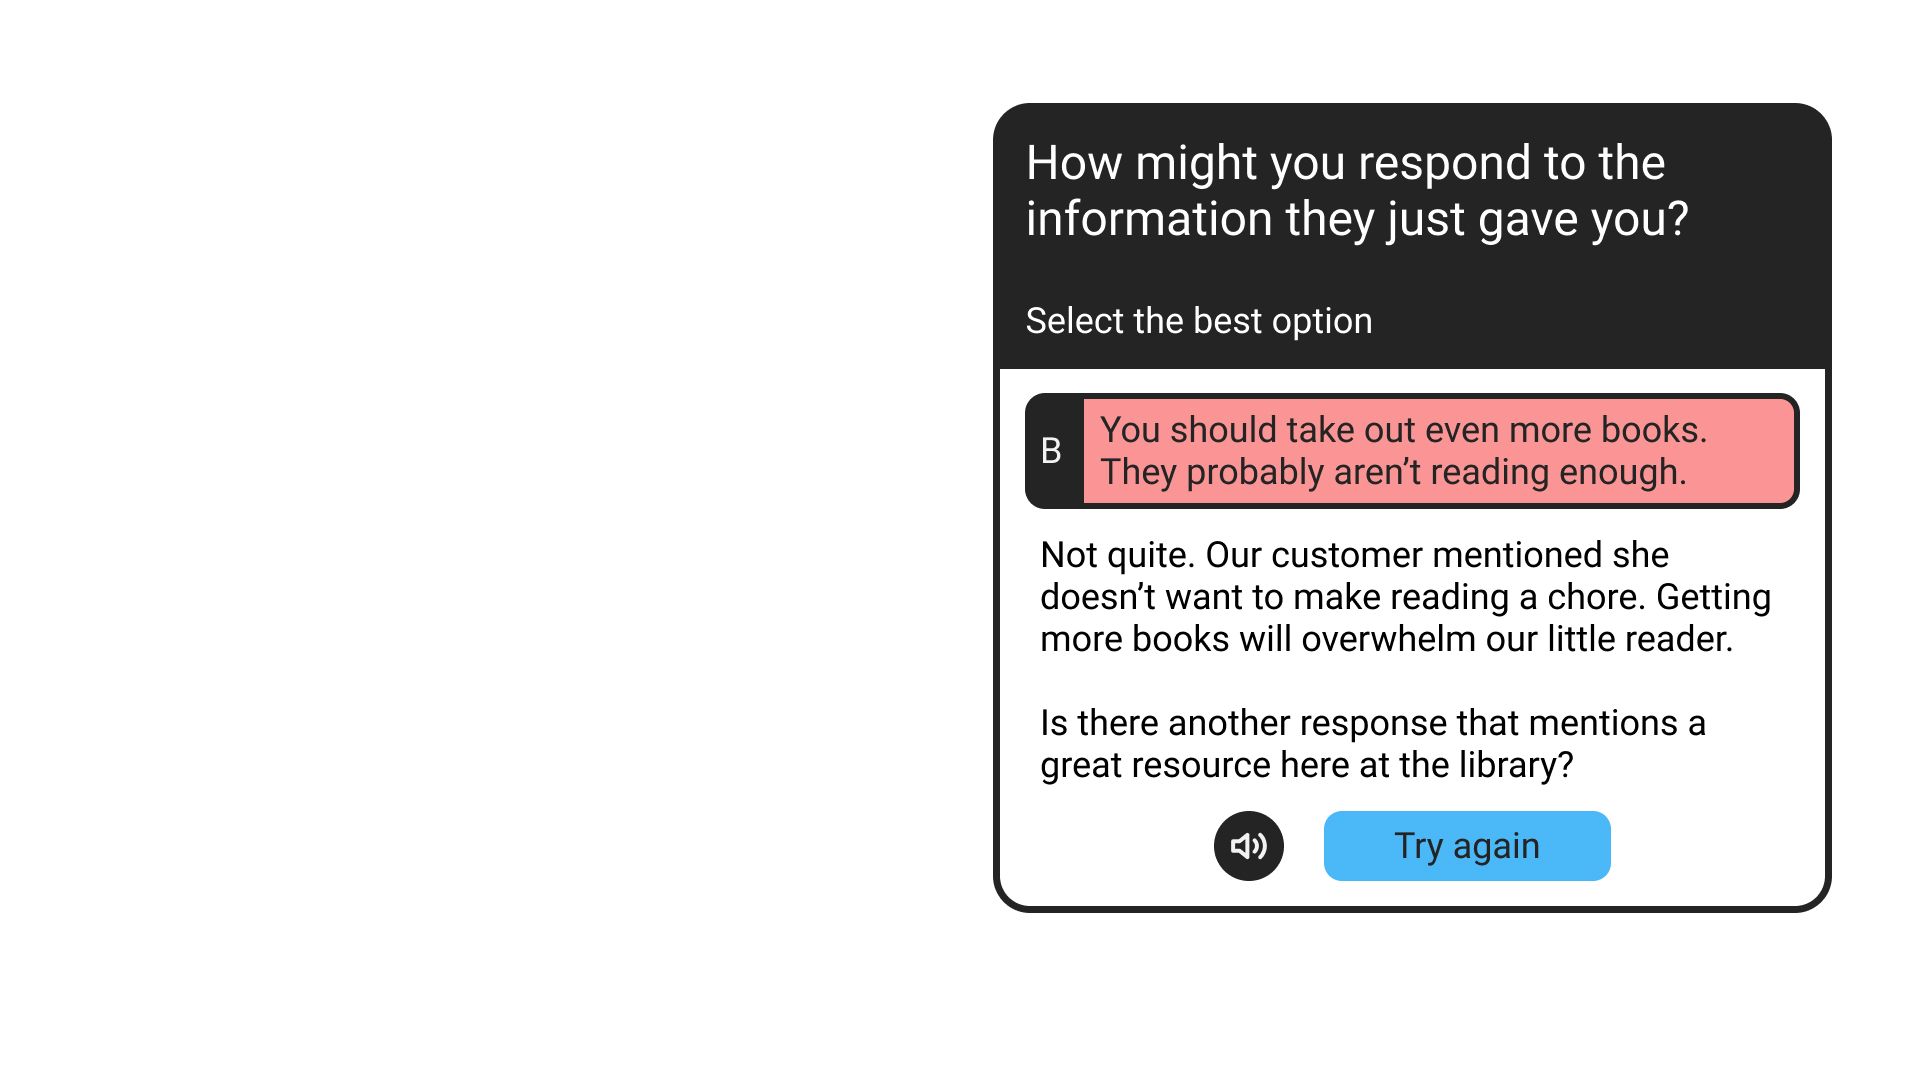 How might you respond to the
information they just gave you?
Select the best option
B
You should take out even more books.
They probably aren’t reading enough.
Not quite. Our customer mentioned she
doesn’t want to make reading a chore. Getting
more books will overwhelm our little reader.
Is there another response that mentions a
great resource here at the library?
Try again